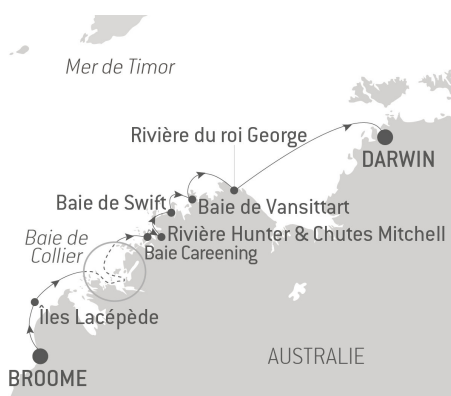 Mer de Timor
Rivière du roi George
DARWIN
Baie de Swift
Baie de Vansittart
Baie de
Collier
Rivière Hunter & Chutes Mitchell
Baie Careening
Îles Lacépède
AUSTRALIE
BROOME